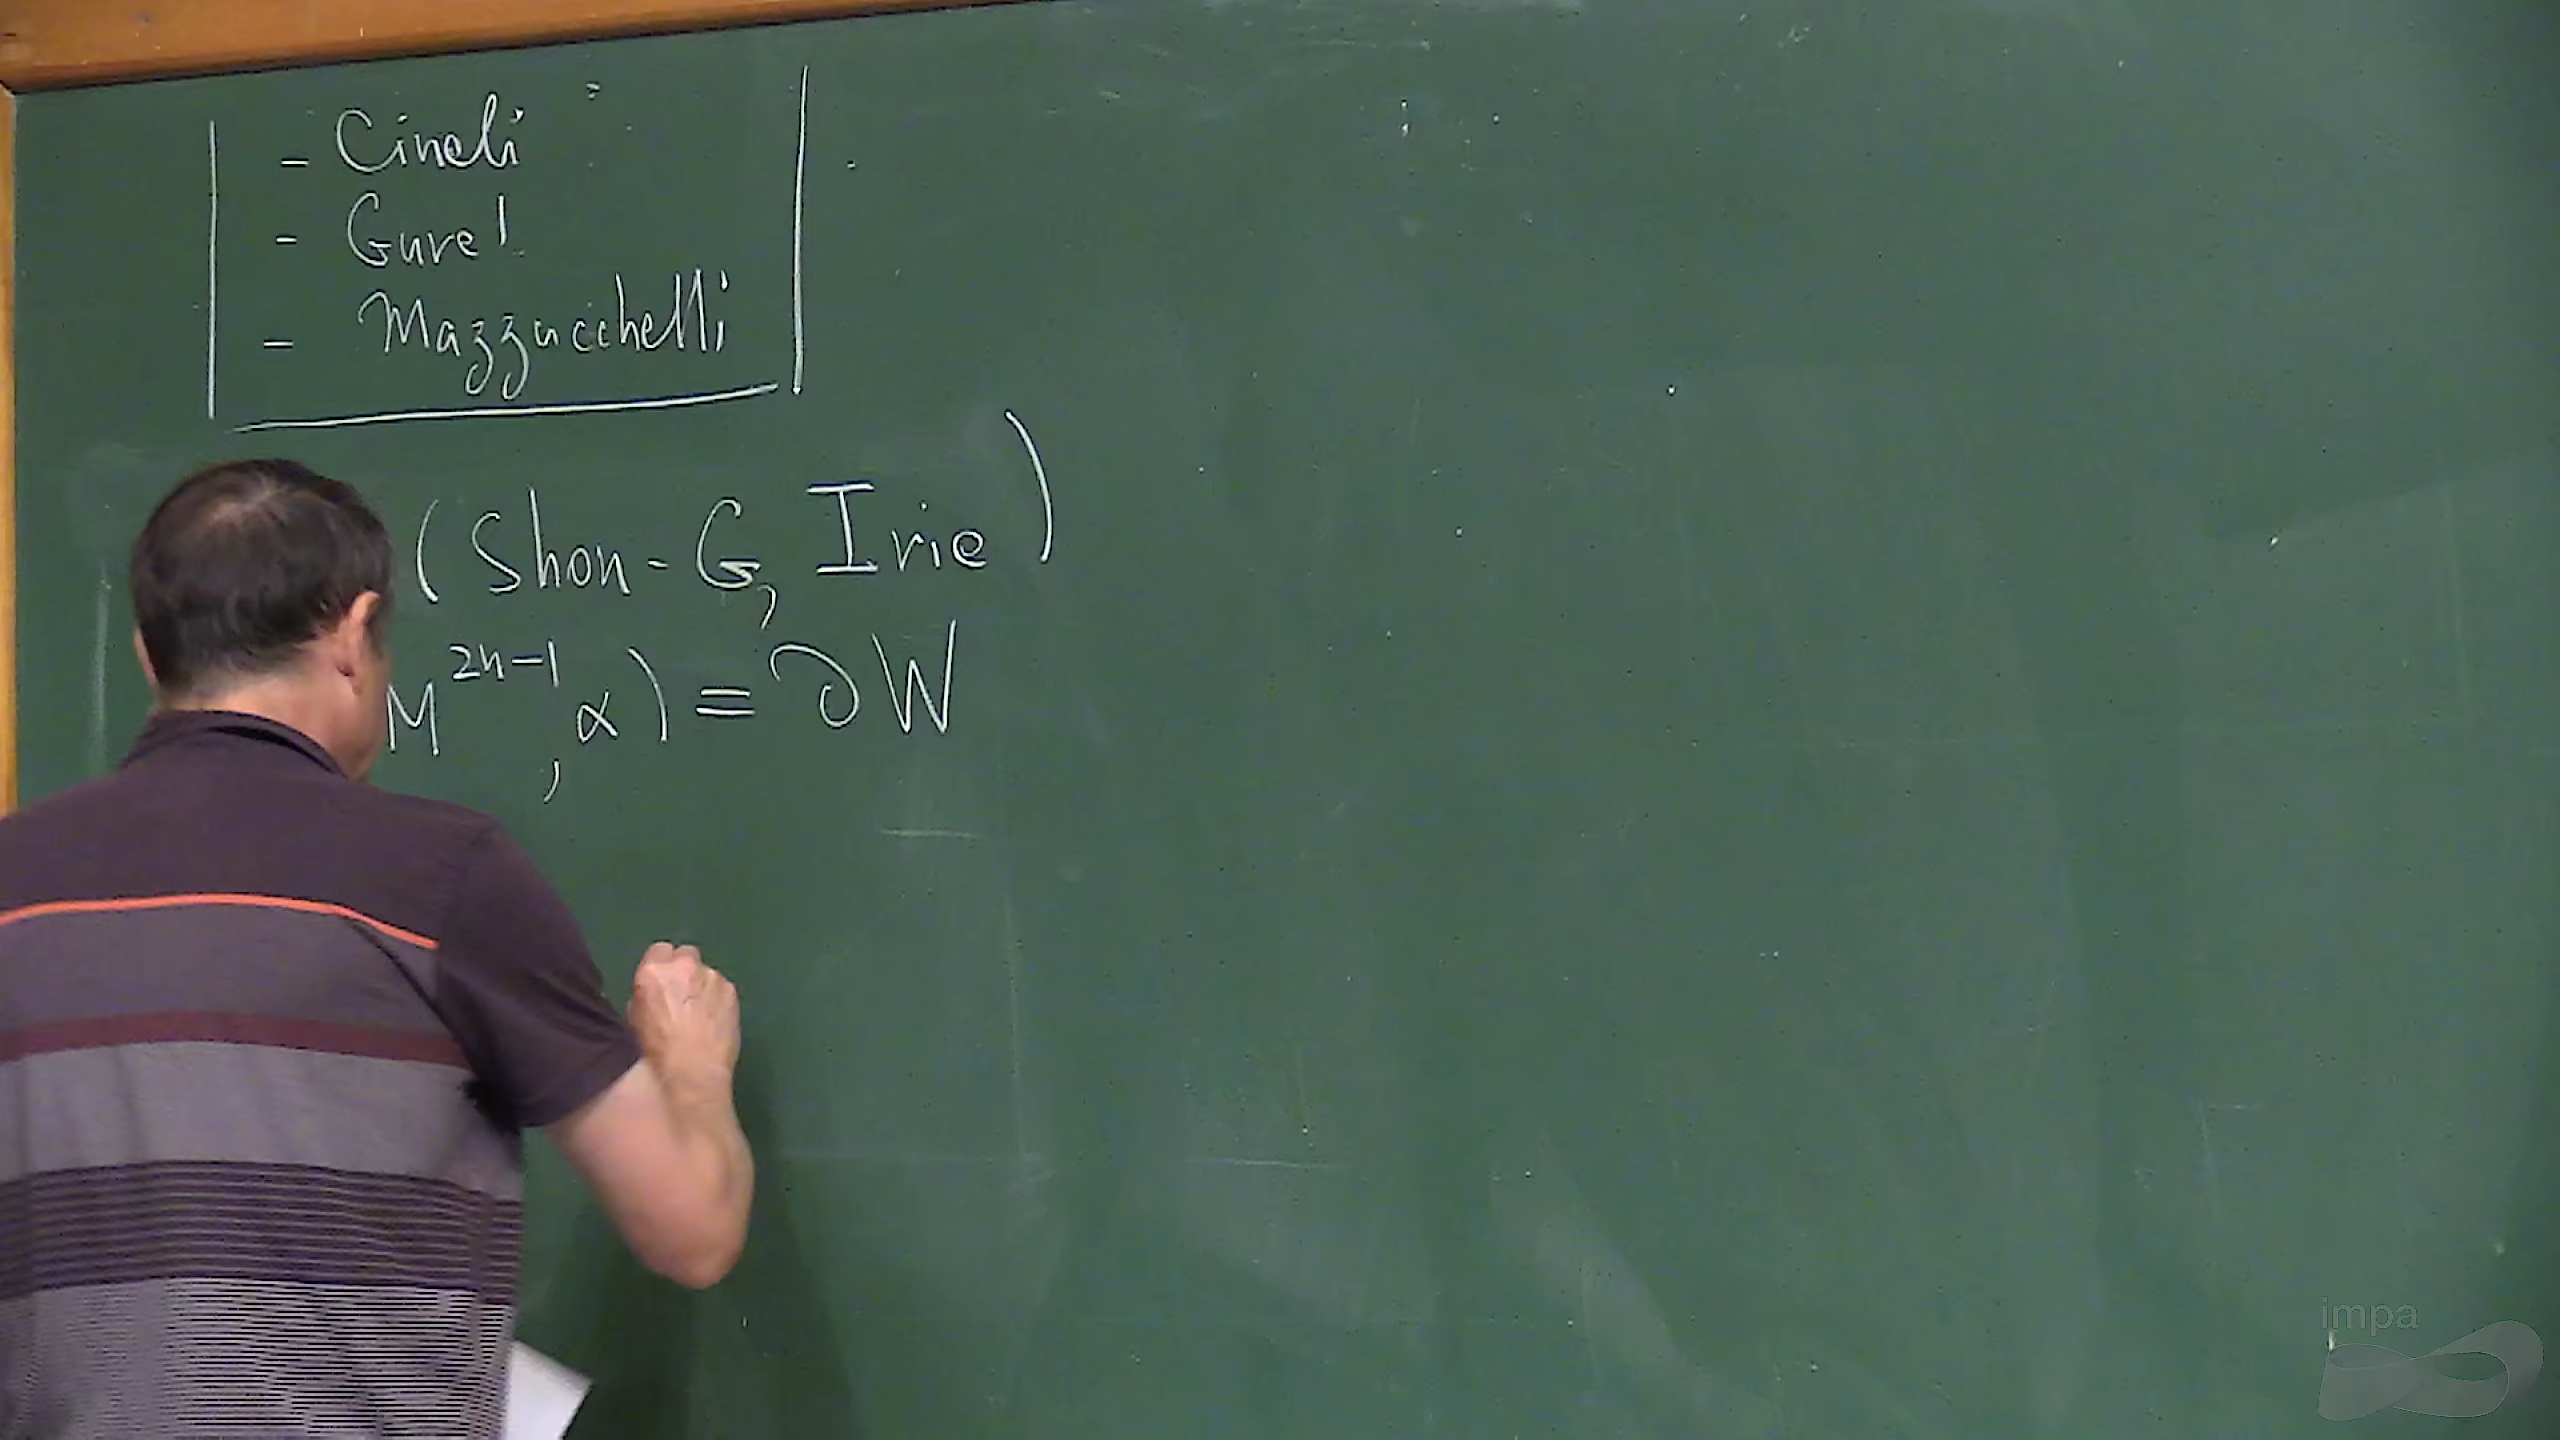 - Cineli
- Gurel
- Mazzucchelli
(Shon-G, Irie)
M^{2n-1}, α) = ∂W
impa